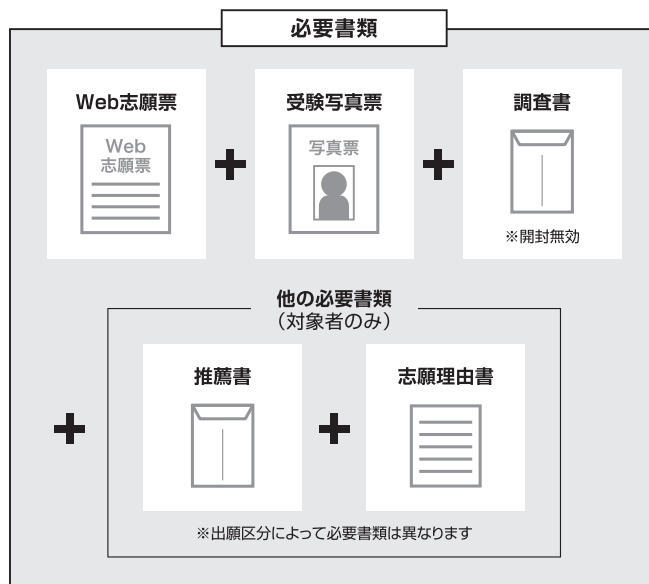 必要書類
Web志願票
Web
志願票
受験写真票
写真票
調査書
※開封無効
他の必要書類
（対象者のみ）
推薦書
志願理由書
※出願区分によって必要書類は異なります